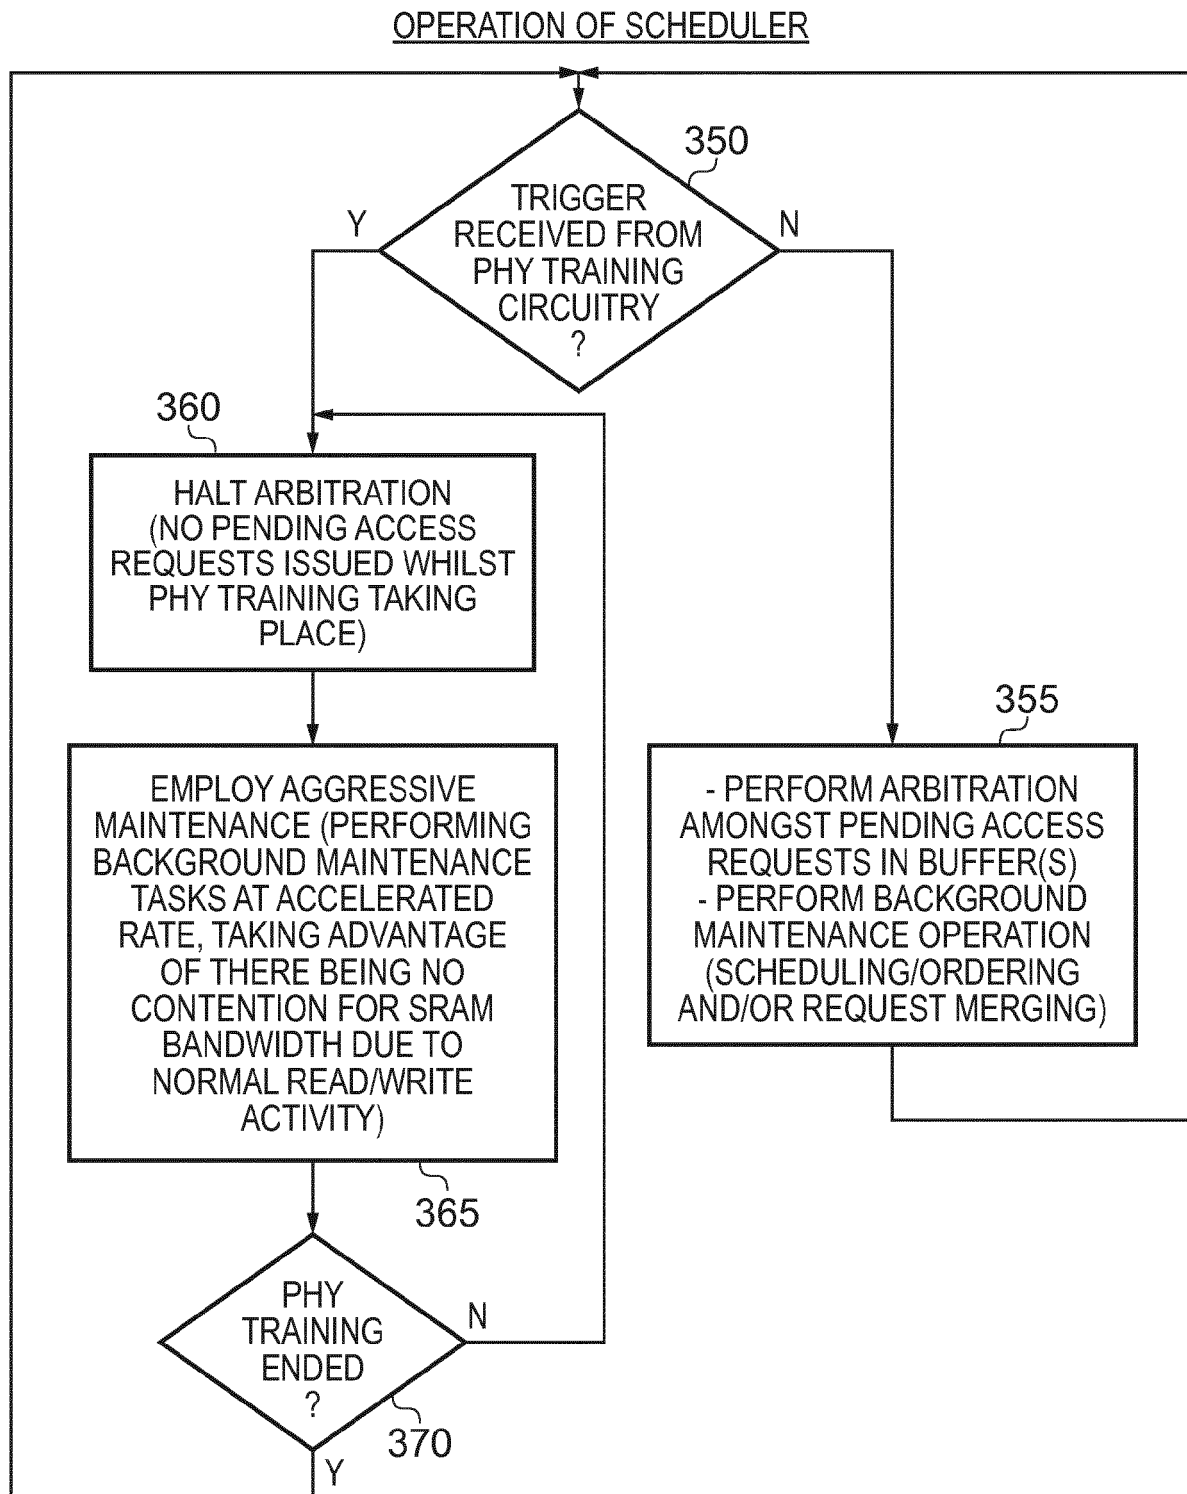 OPERATION OF SCHEDULER
350
TRIGGER
RECEIVED FROM
PHY TRAINING
CIRCUITRY
?
Y
N
360
HALT ARBITRATION
(NO PENDING ACCESS
REQUESTS ISSUED WHILST
PHY TRAINING TAKING
PLACE)
355
- PERFORM ARBITRATION
AMONGST PENDING ACCESS
REQUESTS IN BUFFER(S)
- PERFORM BACKGROUND
MAINTENANCE OPERATION
(SCHEDULING/ORDERING
AND/OR REQUEST MERGING)
EMPLOY AGGRESSIVE
MAINTENANCE (PERFORMING
BACKGROUND MAINTENANCE
TASKS AT ACCELERATED
RATE, TAKING ADVANTAGE
OF THERE BEING NO
CONTENTION FOR SRAM
BANDWIDTH DUE TO
NORMAL READ/WRITE
ACTIVITY)
365
PHY
TRAINING
ENDED
?
N
370
Y